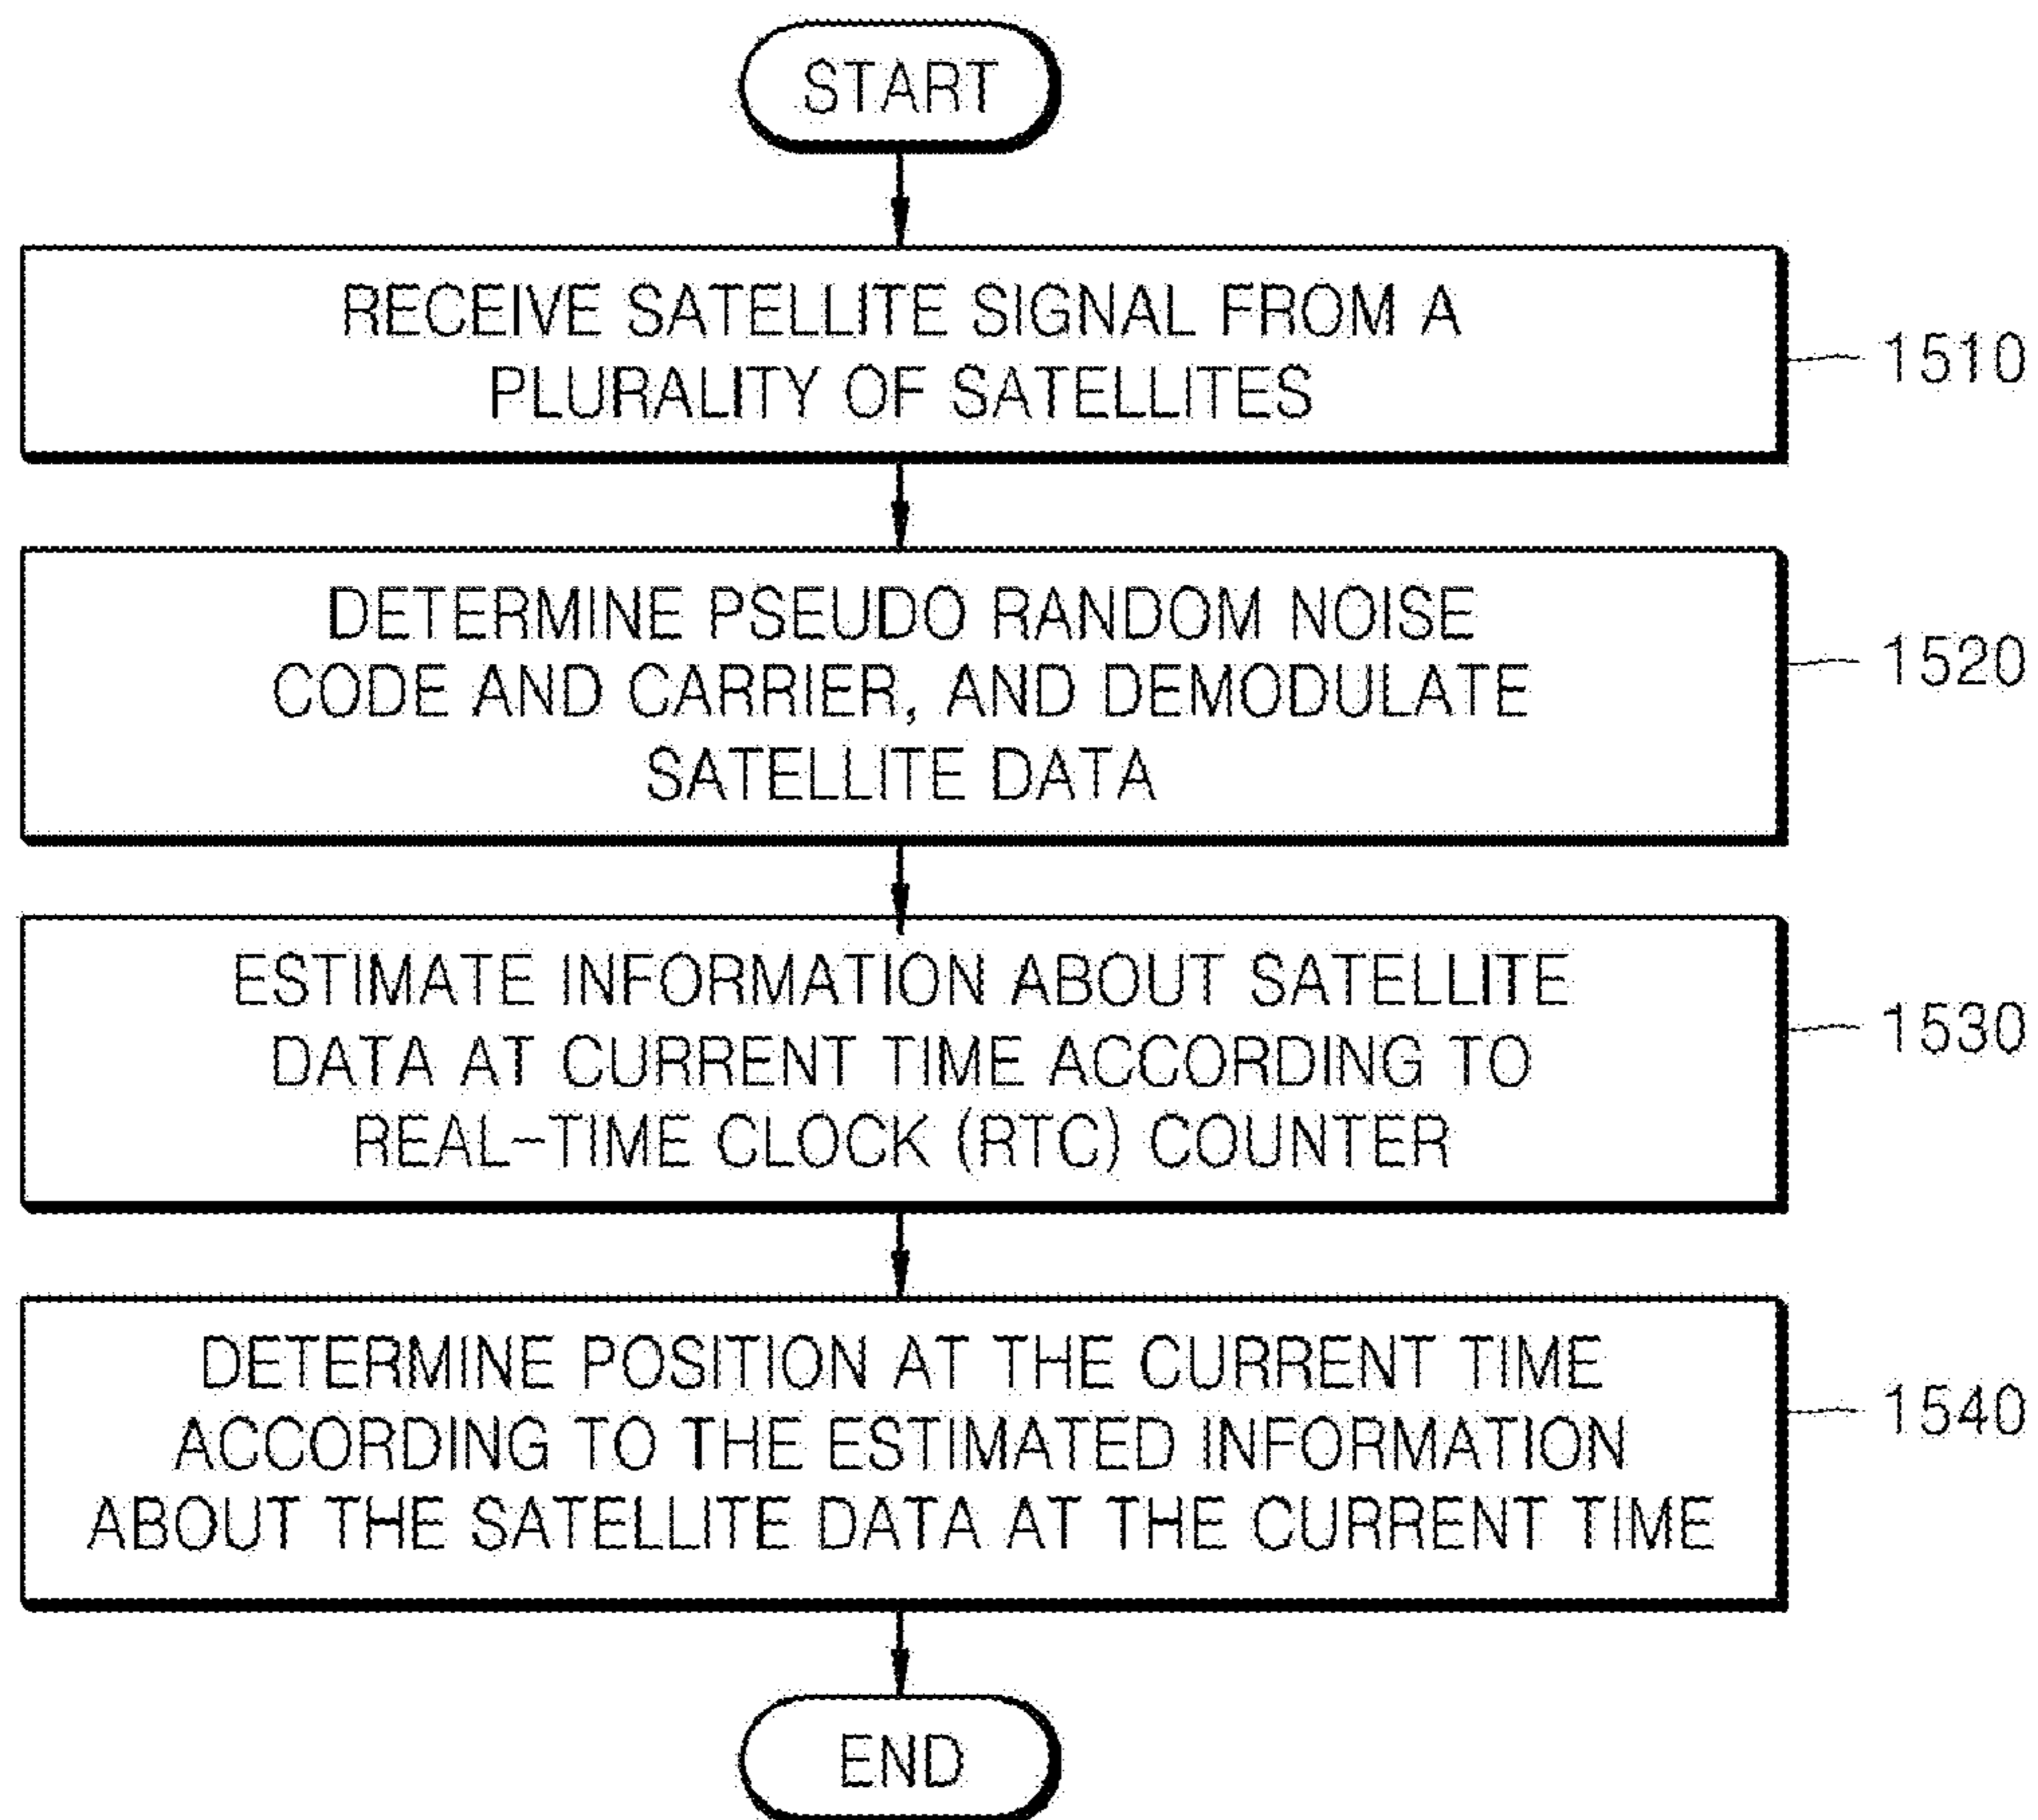 START
RECEIVE SATELLITE SIGNAL FROM A
PLURALITY OF SATELLITES
1510
DETERMINE PSEUDO RANDOM NOISE
CODE AND CARRIER, AND DEMODULATE
SATELLITE DATA
1520
ESTIMATE INFORMATION ABOUT SATELLITE
DATA AT CURRENT TIME ACCORDING TO
REAL-TIME CLOCK (RTC) COUNTER
1530
DETERMINE POSITION AT THE CURRENT TIME
ACCORDING TO THE ESTIMATED INFORMATION
ABOUT THE SATELLITE DATA AT THE CURRENT TIME
1540
END